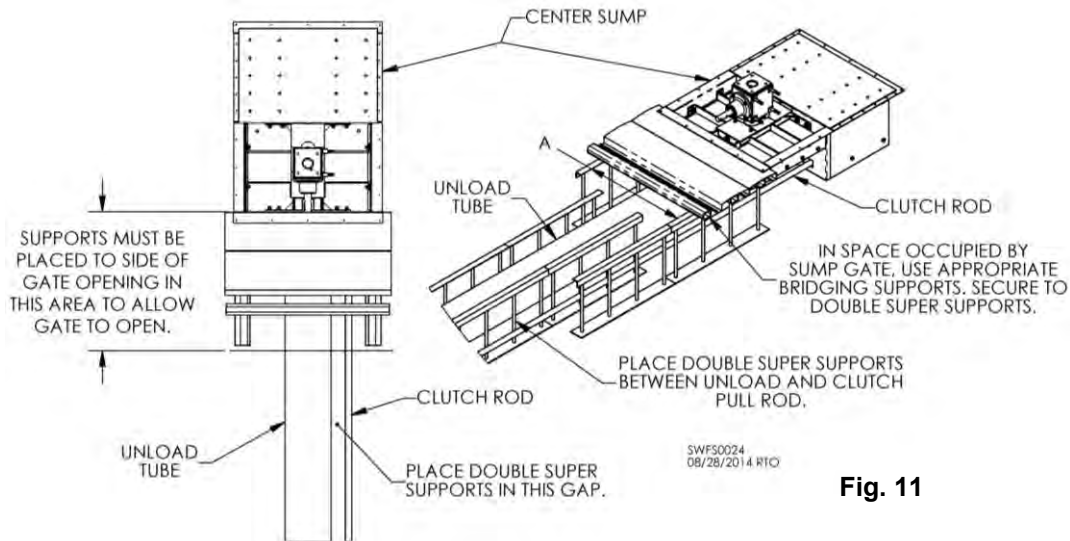 CENTER SUMP
A
UNLOAD
TUBE
CLUTCH ROD
SUPPORTS MUST BE
PLACED TO SIDE OF
GATE OPENING IN
THIS AREA TO ALLOW
GATE TO OPEN.
IN SPACE OCCUPIED BY
SUMP GATE, USE APPROPRIATE
BRIDGING SUPPORTS. SECURE TO
DOUBLE SUPER SUPPORTS.
PLACE DOUBLE SUPER SUPPORTS
BETWEEN UNLOAD AND CLUTCH
PULL ROD.
CLUTCH ROD
UNLOAD
TUBE
PLACE DOUBLE SUPER
SUPPORTS IN THIS GAP.
SWFS0024
08/28/2014 RTO
Fig. 11